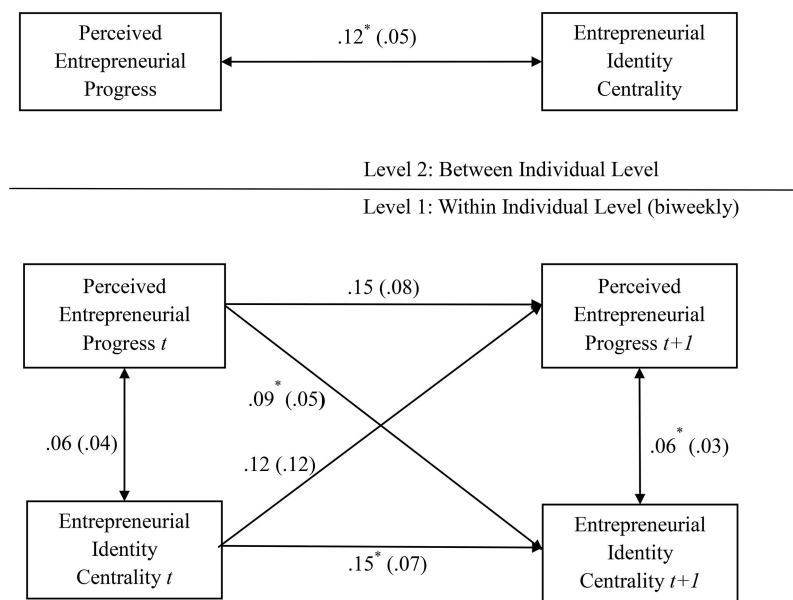 Perceived
Entrepreneurial
Progress
.12* (.05)
Entrepreneurial
Identity
Centrality
Level 2: Between Individual Level
Level 1: Within Individual Level (biweekly)
Perceived
Entrepreneurial
Progress t
.15 (.08)
Perceived
Entrepreneurial
Progress t+1
.09* (.05)
.06 (.04)
.12 (.12)
.06* (.03)
Entrepreneurial
Identity
Centrality t
.15* (.07)
Entrepreneurial
Identity
Centrality t+1